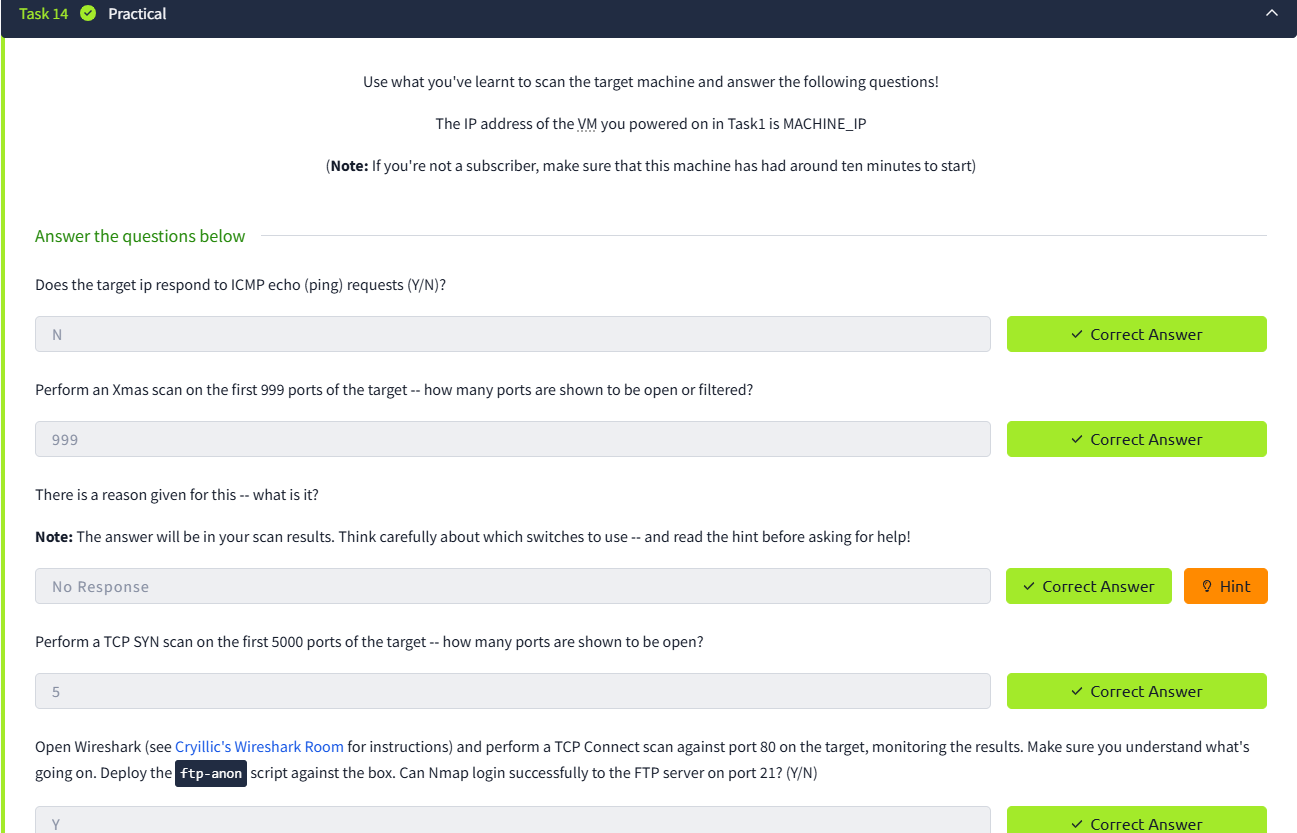 Task 14 Practical
Use what you've learnt to scan the target machine and answer the following questions!
The IP address of the VM you powered on in Task1 is MACHINE_IP
(Note: If you're not a subscriber, make sure that this machine has had around ten minutes to start)
Answer the questions below
Does the target ip respond to ICMP echo (ping) requests (Y/N)?
N
Correct Answer
Perform an Xmas scan on the first 999 ports of the target -- how many ports are shown to be open or filtered?
999
Correct Answer
There is a reason given for this -- what is it?
Note: The answer will be in your scan results. Think carefully about which switches to use -- and read the hint before asking for help!
No Response
Correct Answer
Hint
Perform a TCP SYN scan on the first 5000 ports of the target -- how many ports are shown to be open?
5
Correct Answer
Open Wireshark (see Cryillic's Wireshark Room for instructions) and perform a TCP Connect scan against port 80 on the target, monitoring the results. Make sure you understand what's
going on. Deploy the ftp-anon script against the box. Can Nmap login successfully to the FTP server on port 21? (Y/N)
Y
Correct Answer